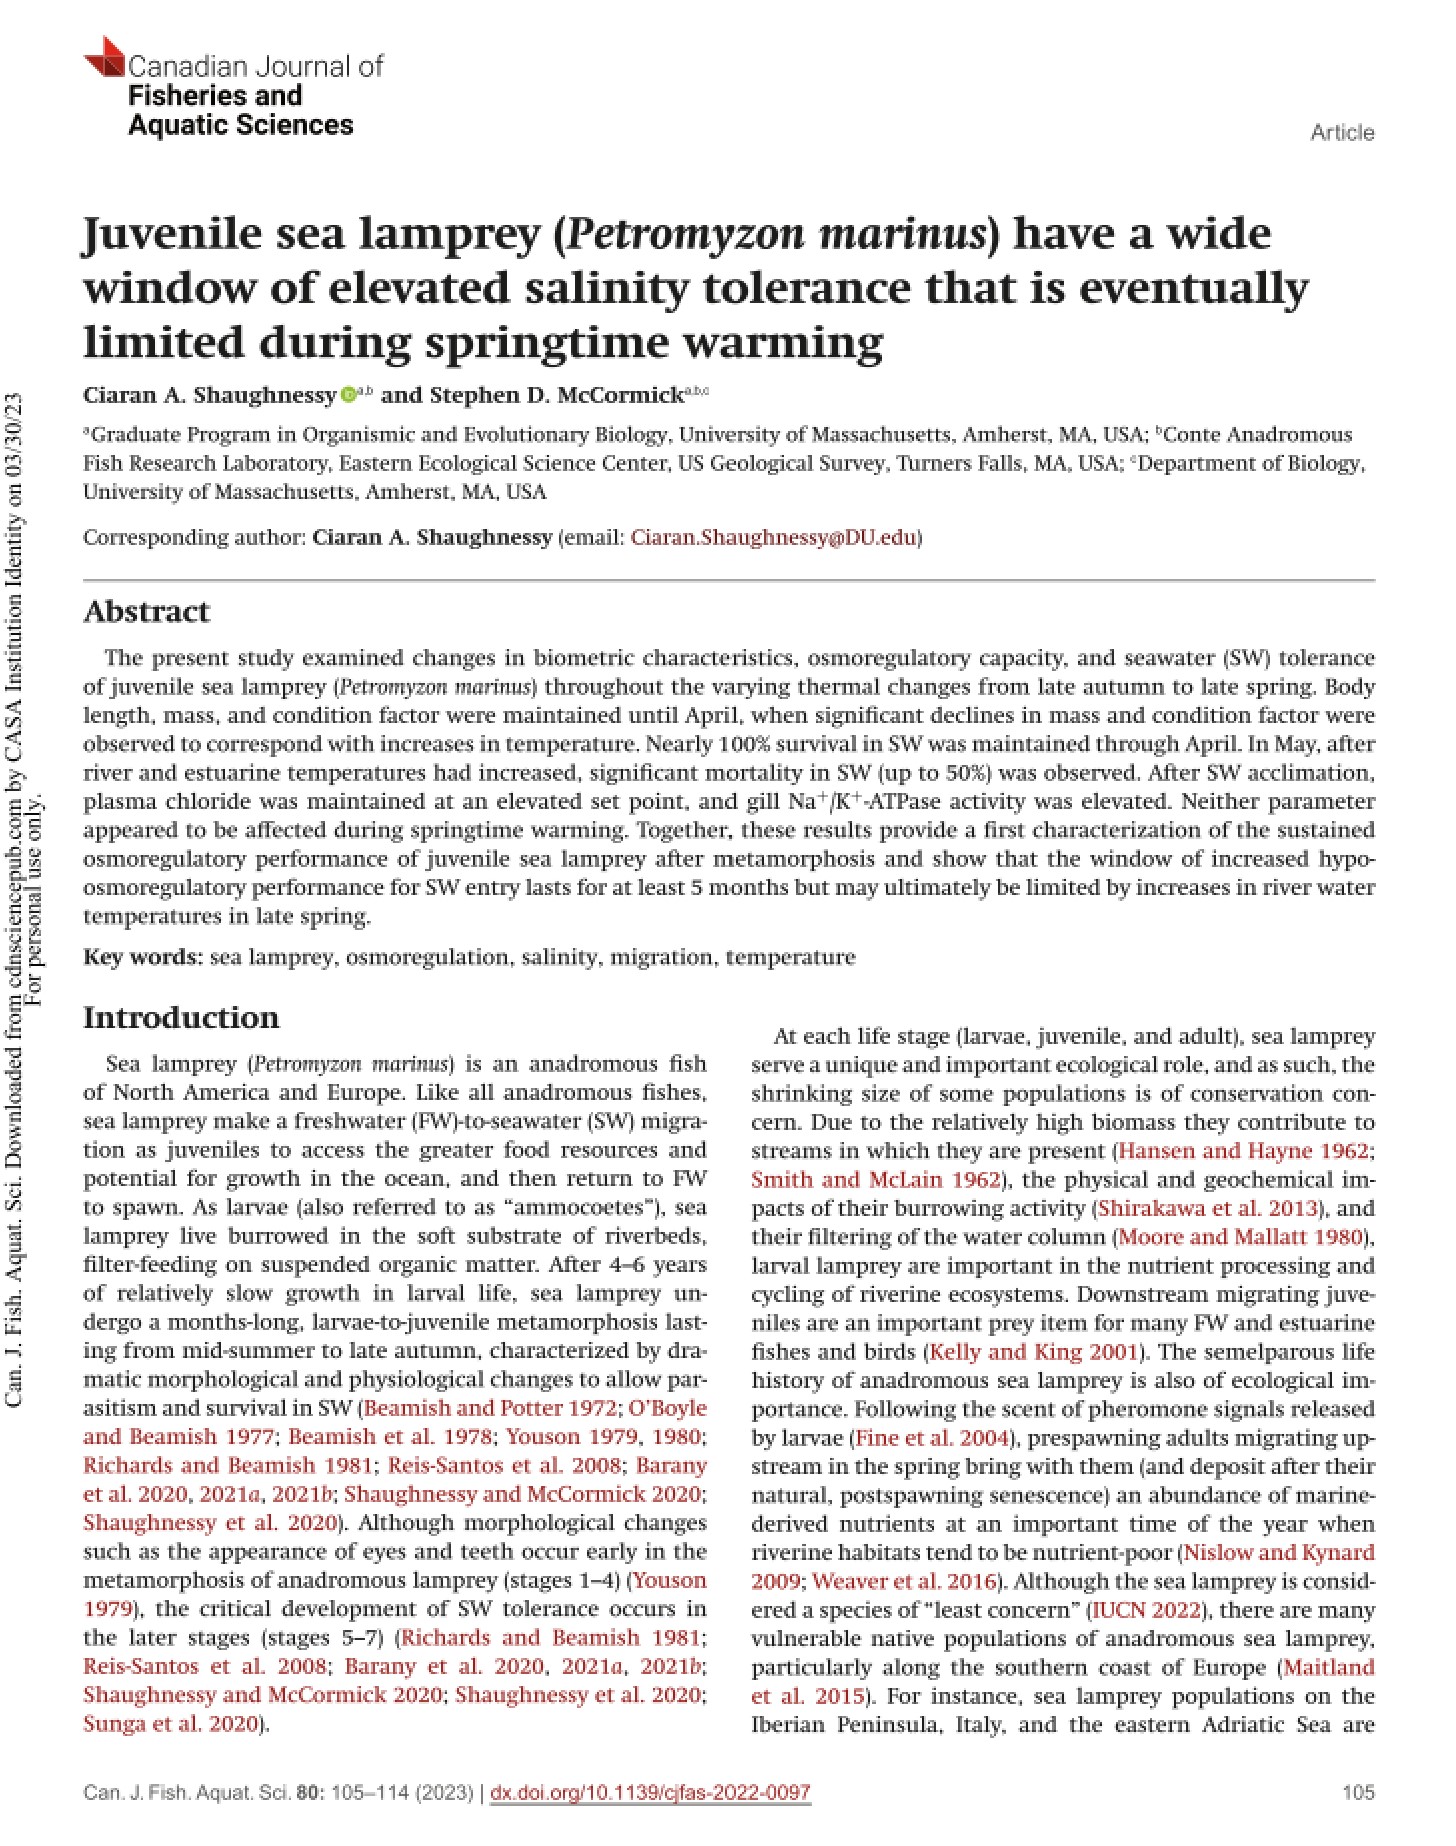 Canadian Journal of
Fisheries and
Aquatic Sciences
Article
Juvenile sea lamprey (Petromyzon marinus) have a wide
window of elevated salinity tolerance that is eventually
limited during springtime warming
Ciaran A. Shaughnessy a,b and Stephen D. McCormick a,b,c
aGraduate Program in Organismic and Evolutionary Biology, University of Massachusetts, Amherst, MA, USA; bConte Anadromous
Fish Research Laboratory, Eastern Ecological Science Center, US Geological Survey, Turners Falls, MA, USA; cDepartment of Biology,
University of Massachusetts, Amherst, MA, USA
Corresponding author: Ciaran A. Shaughnessy (email: Ciaran.Shaughnessy@DU.edu)
Abstract
The present study examined changes in biometric characteristics, osmoregulatory capacity, and seawater (SW) tolerance
of juvenile sea lamprey (Petromyzon marinus) throughout the varying thermal changes from late autumn to late spring. Body
length, mass, and condition factor were maintained until April, when significant declines in mass and condition factor were
observed to correspond with increases in temperature. Nearly 100% survival in SW was maintained through April. In May, after
river and estuarine temperatures had increased, significant mortality in SW (up to 50%) was observed. After SW acclimation,
plasma chloride was maintained at an elevated set point, and gill Na+/K+-ATPase activity was elevated. Neither parameter
appeared to be affected during springtime warming. Together, these results provide a first characterization of the sustained
osmoregulatory performance of juvenile sea lamprey after metamorphosis and show that the window of increased hypo-
osmoregulatory performance for SW entry lasts for at least 5 months but may ultimately be limited by increases in river water
temperatures in late spring.
Key words: sea lamprey, osmoregulation, salinity, migration, temperature
Introduction
Sea lamprey (Petromyzon marinus) is an anadromous fish
of North America and Europe. Like all anadromous fishes,
sea lamprey make a freshwater (FW)-to-seawater (SW) migra-
tion as juveniles to access the greater food resources and
potential for growth in the ocean, and then return to FW
to spawn. As larvae (also referred to as “ammocoetes”), sea
lamprey live burrowed in the soft substrate of riverbeds,
filter-feeding on suspended organic matter. After 4–6 years
of relatively slow growth in larval life, sea lamprey un-
dergo a months-long, larvae-to-juvenile metamorphosis last-
ing from mid-summer to late autumn, characterized by dra-
matic morphological and physiological changes to allow par-
asitism and survival in SW (Beamish and Potter 1972; O’Boyle
and Beamish 1977; Beamish et al. 1978; Youson 1979, 1980;
Richards and Beamish 1981; Reis-Santos et al. 2008; Barany
et al. 2020, 2021a, 2021b; Shaughnessy and McCormick 2020;
Shaughnessy et al. 2020). Although morphological changes
such as the appearance of eyes and teeth occur early in the
metamorphosis of anadromous lamprey (stages 1–4) (Youson
1979), the critical development of SW tolerance occurs in
the later stages (stages 5–7) (Richards and Beamish 1981;
Reis-Santos et al. 2008; Barany et al. 2020, 2021a, 2021b;
Shaughnessy and McCormick 2020; Shaughnessy et al. 2020;
Sunga et al. 2020).
At each life stage (larvae, juvenile, and adult), sea lamprey
serve a unique and important ecological role, and as such, the
shrinking size of some populations is of conservation con-
cern. Due to the relatively high biomass they contribute to
streams in which they are present (Hansen and Hayne 1962;
Smith and McLain 1962), the physical and geochemical im-
pacts of their burrowing activity (Shirakawa et al. 2013), and
their filtering of the water column (Moore and Mallatt 1980),
larval lamprey are important in the nutrient processing and
cycling of riverine ecosystems. Downstream migrating juve-
niles are an important prey item for many FW and estuarine
fishes and birds (Kelly and King 2001). The semelparous life
history of anadromous sea lamprey is also of ecological im-
portance. Following the scent of pheromone signals released
by larvae (Fine et al. 2004), prespawning adults migrating up-
stream in the spring bring with them (and deposit after their
natural, postspawning senescence) an abundance of marine-
derived nutrients at an important time of the year when
riverine habitats tend to be nutrient-poor (Nislow and Kynard
2009; Weaver et al. 2016). Although the sea lamprey is consid-
ered a species of “least concern” (IUCN 2022), there are many
vulnerable native populations of anadromous sea lamprey,
particularly along the southern coast of Europe (Maitland
et al. 2015). For instance, sea lamprey populations on the
Iberian Peninsula, Italy, and the eastern Adriatic Sea are
Can. J. Fish. Aquat. Sci. 80: 105–114 (2023) | dx.doi.org/10.1139/cjfas-2022-0097
105
Can. J. Fish. Aquat. Sci. Downloaded from cdnsciencepub.com by CASA Institution Identity on 03/30/23
For personal use only.